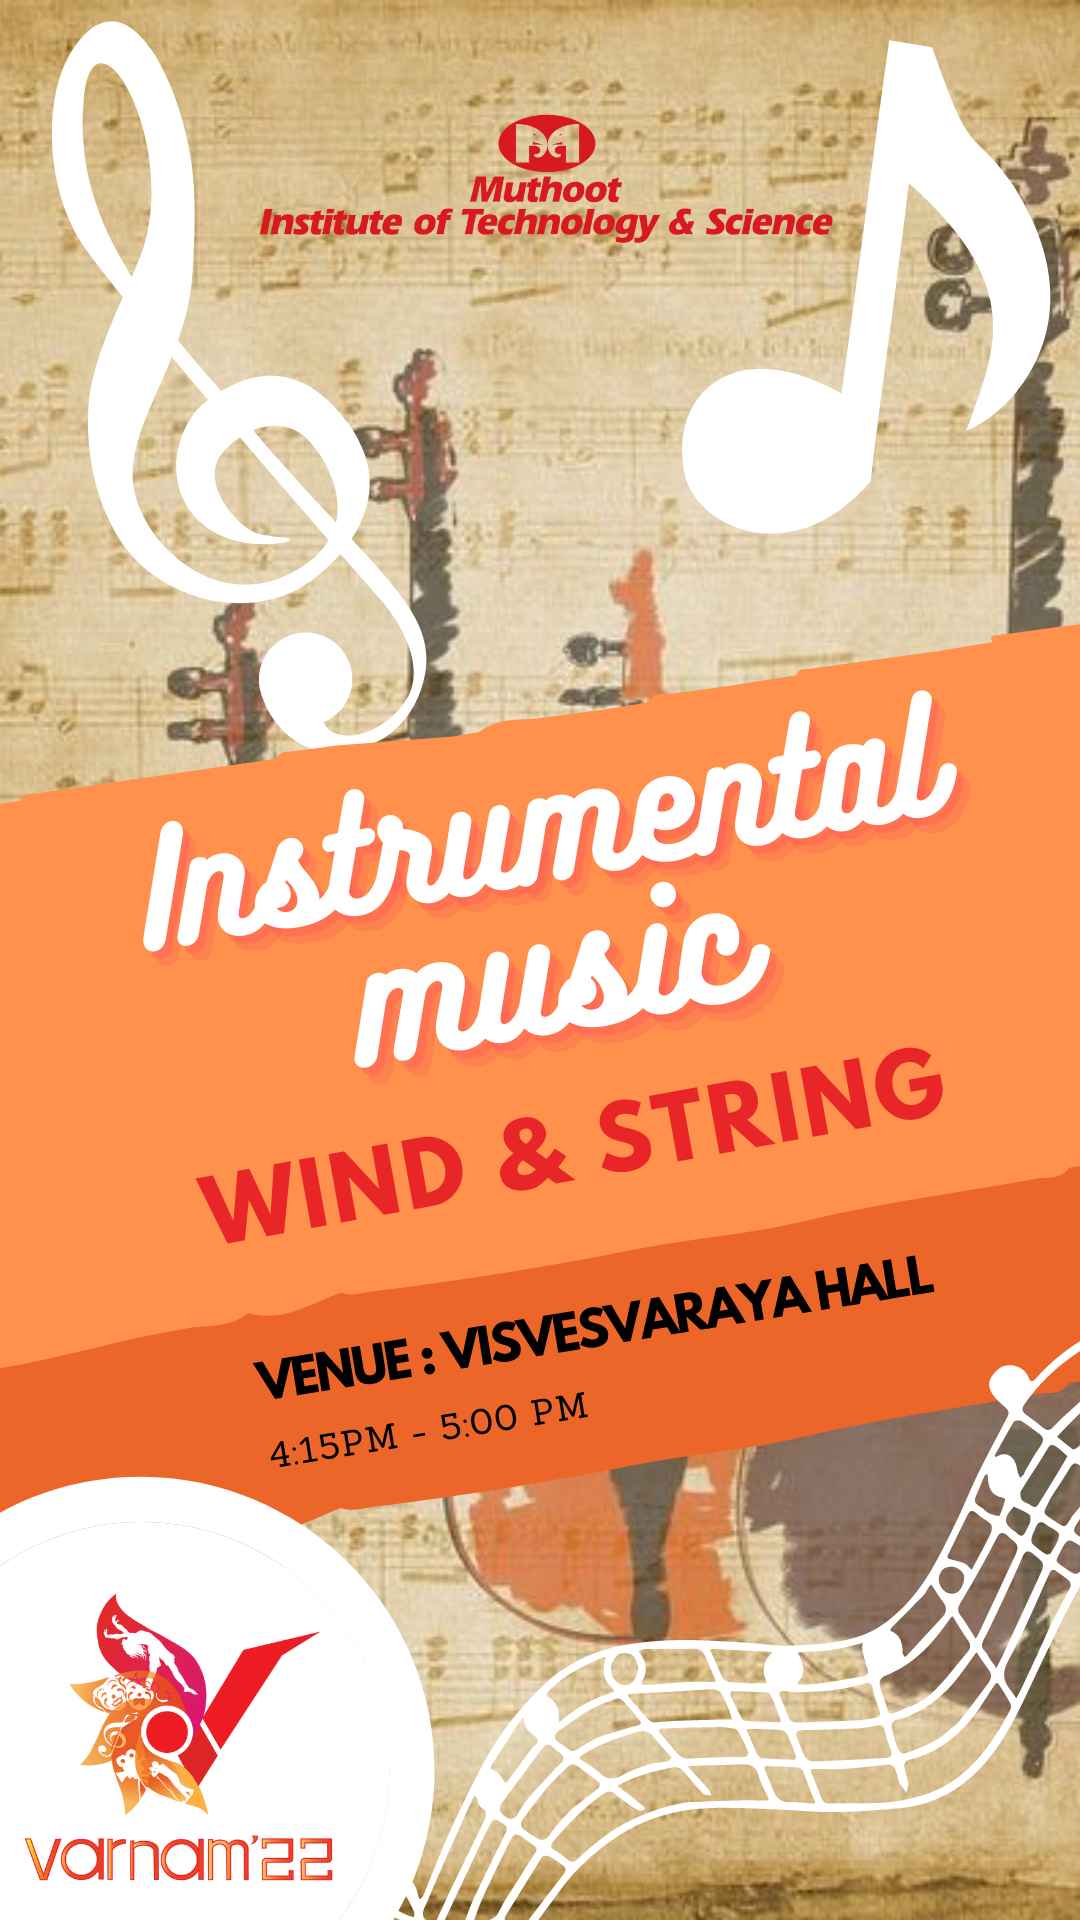 Muthoot
Institute of Technology & Science
Instrumental
music
WIND & STRING
VENUE : VISVESVARAYA HALL
4:15PM - 5:00 PM
varnam'22